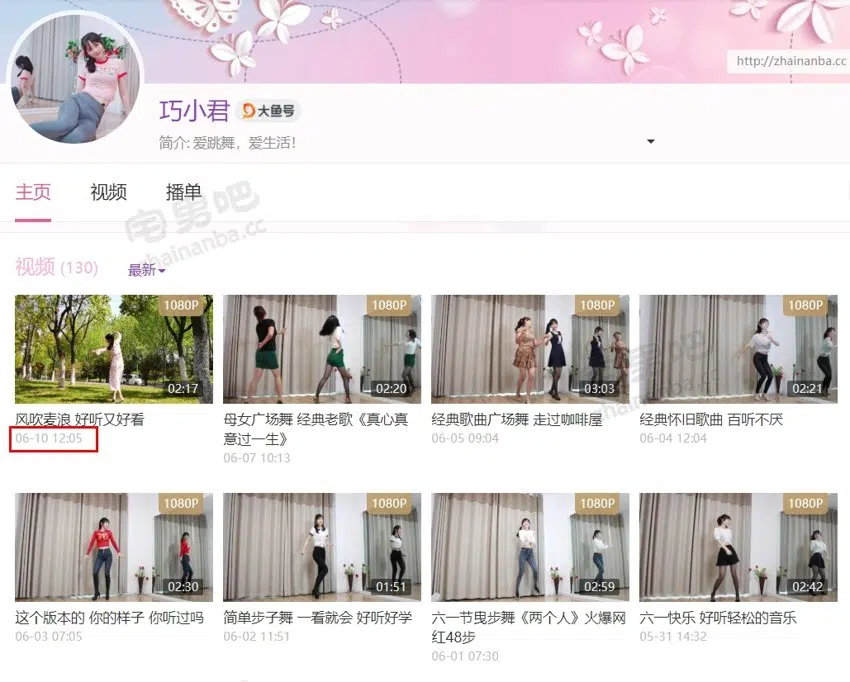 http://zhainanba.cc
巧小君 大鱼号
简介: 爱跳舞，爱生活！
主页 视频 播单
宅男吧
zhainanba.cc
视频 (130) 最新
1080P 1080P 1080P 1080P
02:17 02:20 03:03 02:21
风吹麦浪 好听又好看
06-10 12:05
母女广场舞 经典老歌《真心真
意过一生》
06-07 10:13
经典歌曲广场舞 走过咖啡屋
06-05 09:04
经典怀旧歌曲 百听不厌
06-04 12:04
1080P 1080P 1080P 1080P
02:30 01:51 02:59 02:42
这个版本的 你的样子 你听过吗
06-03 07:05
简单步子舞 一看就会 好听好学
06-02 11:51
六一节曳步舞《两个人》火爆网
红48步
06-01 07:30
六一快乐 好听轻松的音乐
05-31 14:32